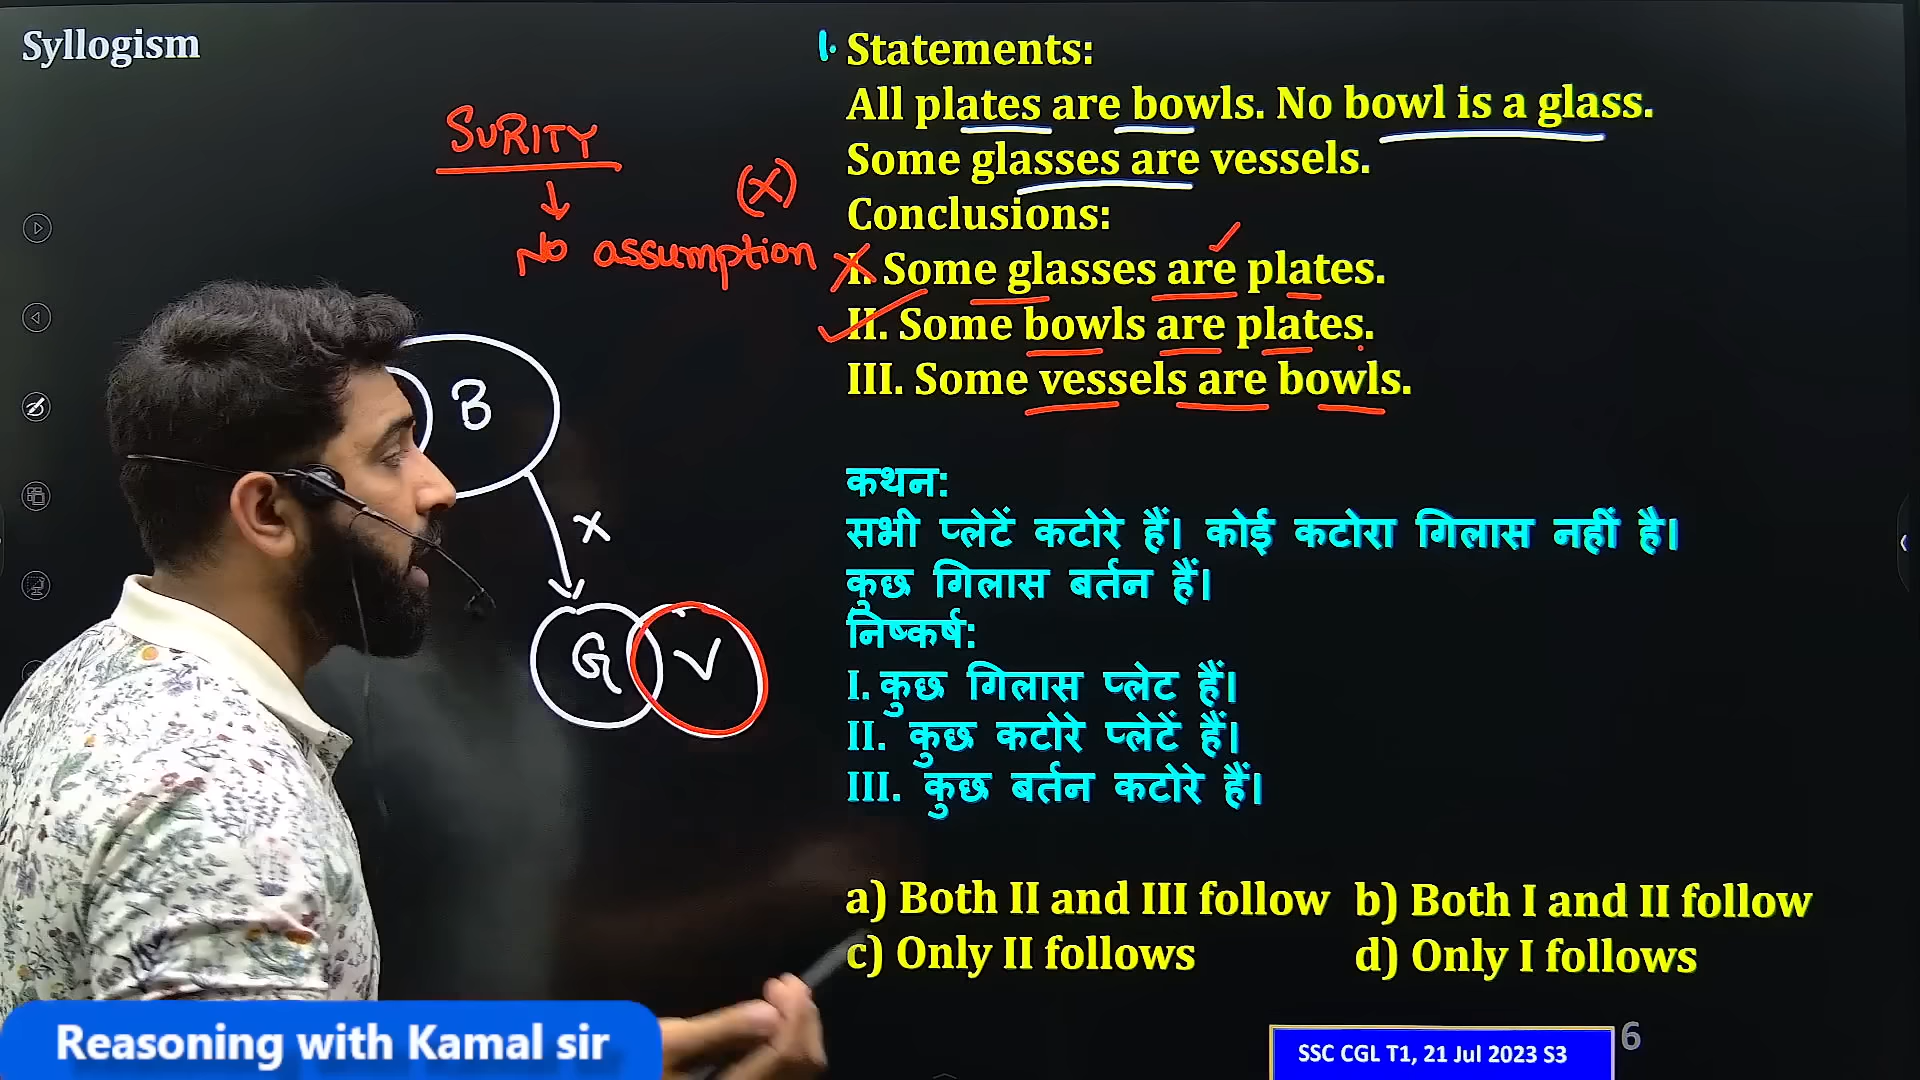 Syllogism
SURITY
(X)
No assumption
1. Statements:
All plates are bowls. No bowl is a glass.
Some glasses are vessels.
Conclusions:
I. Some glasses are plates.
II. Some bowls are plates.
III. Some vessels are bowls.
B
X
G V
कथन:
सभी प्लेटें कटोरे हैं। कोई कटोरा गिलास नहीं है।
कुछ गिलास बर्तन हैं।
निष्कर्ष:
I. कुछ गिलास प्लेट हैं।
II. कुछ कटोरे प्लेटें हैं।
III. कुछ बर्तन कटोरे हैं।
a) Both II and III follow b) Both I and II follow
c) Only II follows d) Only I follows
Reasoning with Kamal sir
SSC CGL T1, 21 Jul 2023 S3
6